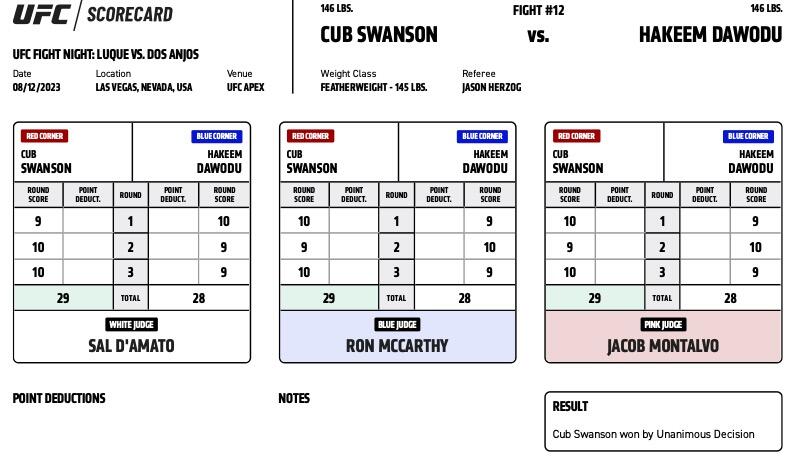 UFC / SCORECARD
UFC FIGHT NIGHT: LUQUE VS. DOS ANJOS
Date Location Venue
08/12/2023 LAS VEGAS, NEVADA, USA UFC APEX
146 LBS. FIGHT #12 146 LBS.
CUB SWANSON vs. HAKEEM DAWODU
Weight Class Referee
FEATHERWEIGHT - 145 LBS. JASON HERZOG
RED CORNER BLUE CORNER
CUB HAKEEM
SWANSON DAWODU
ROUND SCORE POINT DEDUCT. ROUND POINT DEDUCT. ROUND SCORE
9 1 10
10 2 9
10 3 9
29 TOTAL 28
WHITE JUDGE
SAL D'AMATO
RED CORNER BLUE CORNER
CUB HAKEEM
SWANSON DAWODU
ROUND SCORE POINT DEDUCT. ROUND POINT DEDUCT. ROUND SCORE
10 1 9
9 2 10
10 3 9
29 TOTAL 28
BLUE JUDGE
RON MCCARTHY
RED CORNER BLUE CORNER
CUB HAKEEM
SWANSON DAWODU
ROUND SCORE POINT DEDUCT. ROUND POINT DEDUCT. ROUND SCORE
10 1 9
9 2 10
10 3 9
29 TOTAL 28
PINK JUDGE
JACOB MONTALVO
POINT DEDUCTIONS
NOTES
RESULT
Cub Swanson won by Unanimous Decision